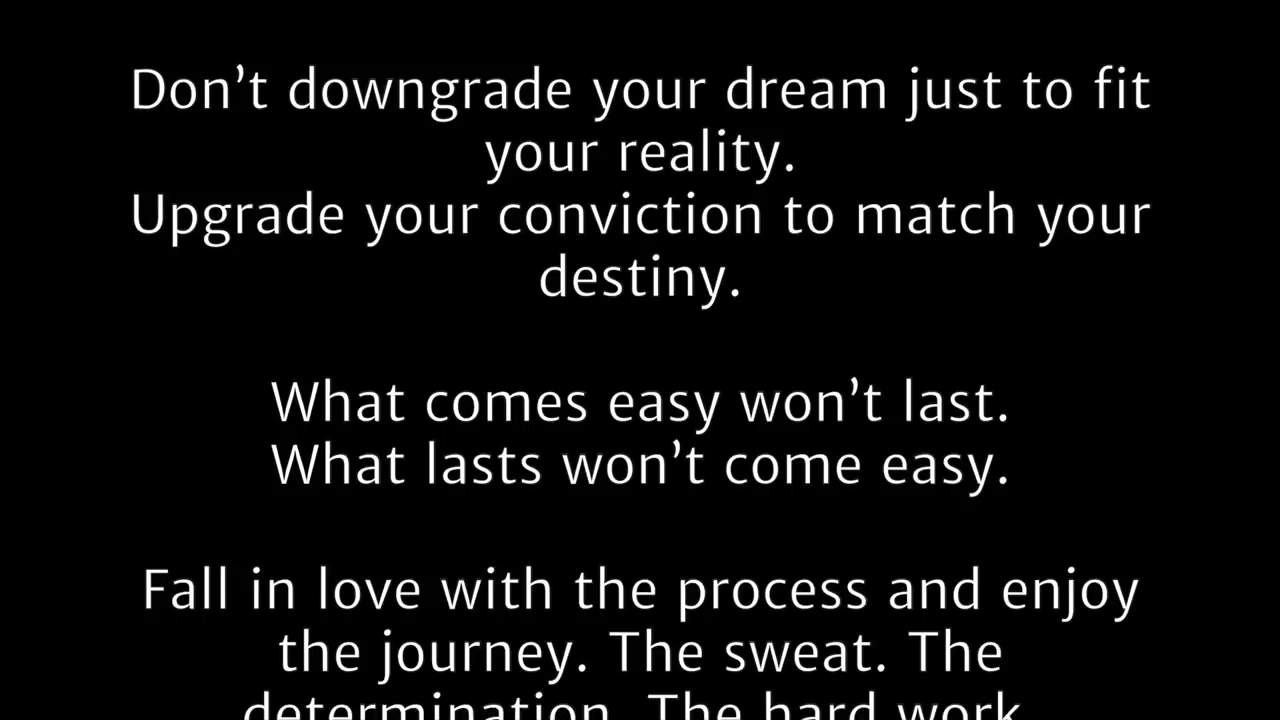 Don’t downgrade your dream just to fit
your reality.
Upgrade your conviction to match your
destiny.
What comes easy won’t last.
What lasts won’t come easy.
Fall in love with the process and enjoy
the journey. The sweat. The
determination. The hard work.